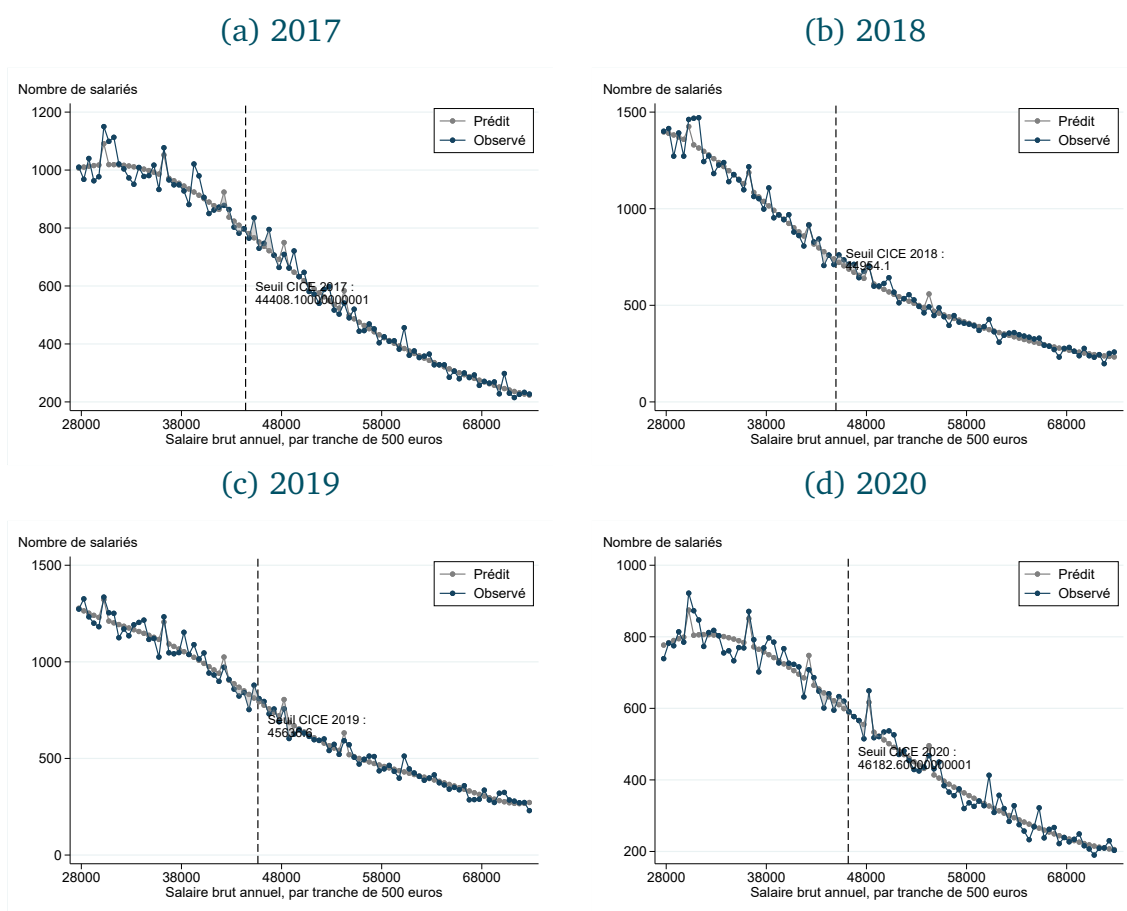 (a) 2017
Nombre de salariés
1200
1000
800
600
400
200
Prédit
Observé
Seuil CICE 2017 :
44408.10000000001
28000 38000 48000 58000 68000
Salaire brut annuel, par tranche de 500 euros
(b) 2018
Nombre de salariés
1500
1000
500
0
Prédit
Observé
Seuil CICE 2018 :
44954.1
28000 38000 48000 58000 68000
Salaire brut annuel, par tranche de 500 euros
(c) 2019
Nombre de salariés
1500
1000
500
0
Prédit
Observé
Seuil CICE 2019 :
28000 38000 48000 58000 68000
Salaire brut annuel, par tranche de 500 euros
(d) 2020
Nombre de salariés
1000
800
600
400
200
Prédit
Observé
Seuil CICE 2020 :
46182.60000000001
28000 38000 48000 58000 68000
Salaire brut annuel, par tranche de 500 euros